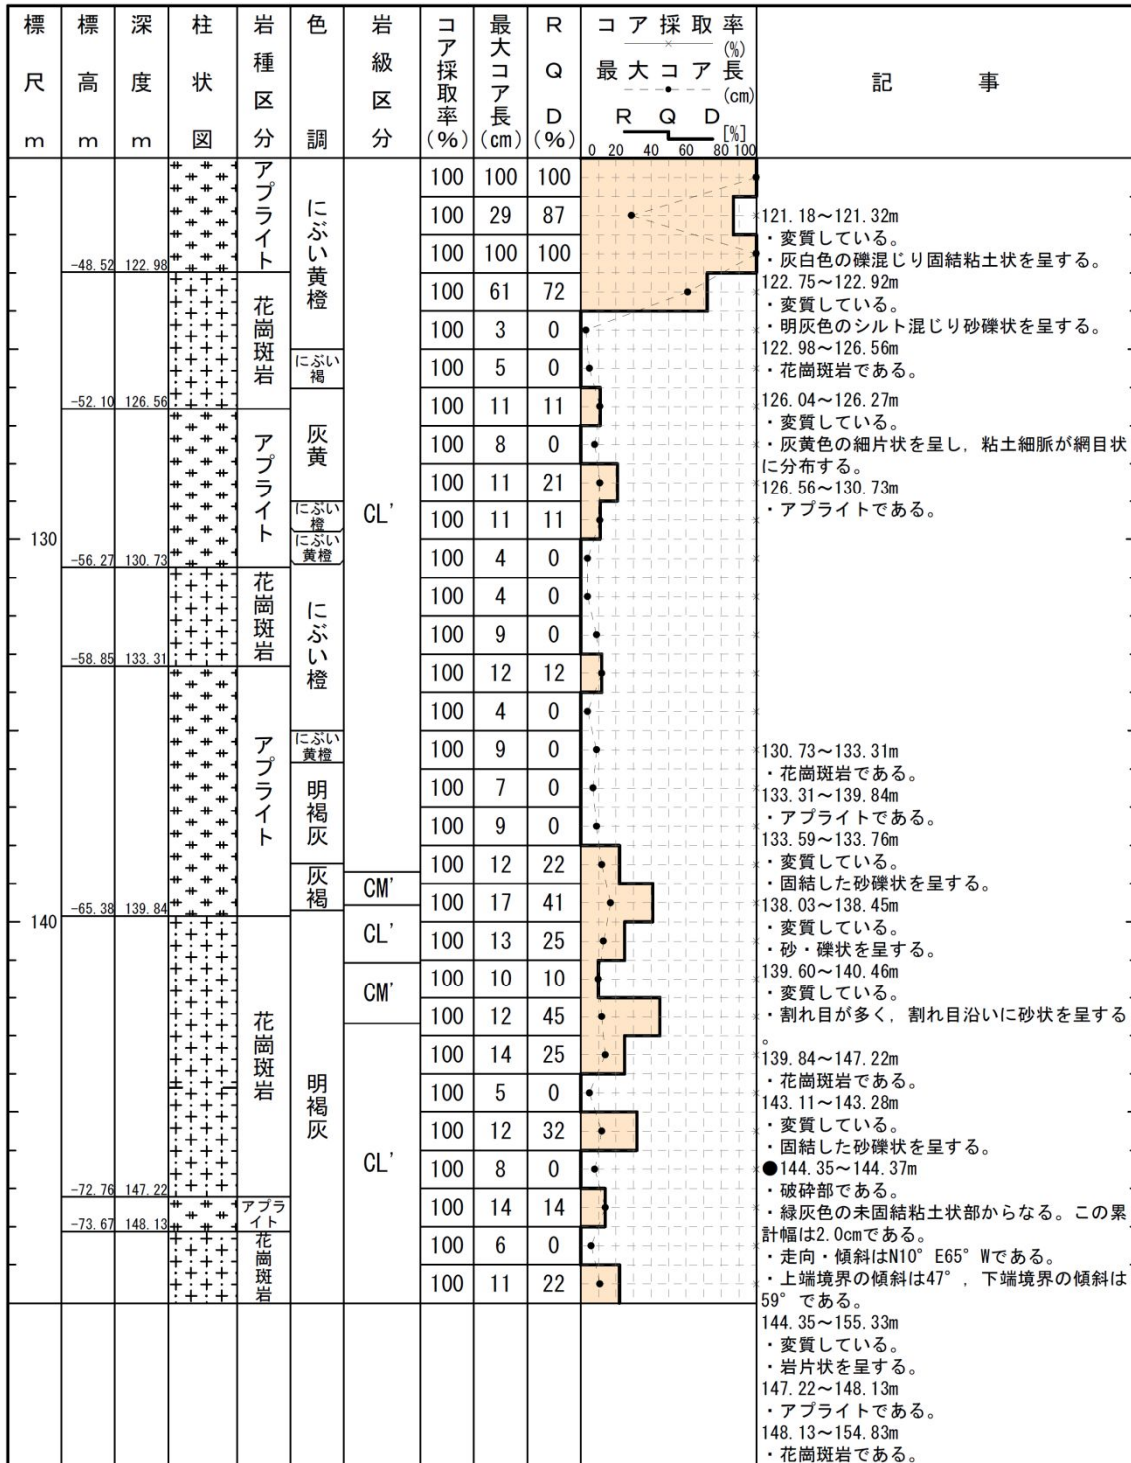 標尺m
標高m
深度m
柱状図
岩種区分
色調
岩級区分
コア採取率(%)
最大コア長(cm)
RQD(%)
コア採取率(%)
最大コア長(cm)
RQD[%]
0 20 40 60 80 100
記事
130
140
-48.52 122.98
-52.10 126.56
-56.27 130.73
-58.85 133.31
-65.38 139.84
-72.76 147.22
-73.67 148.13
アプライト
花崗斑岩
アプライト
花崗斑岩
アプライト
花崗斑岩
アプライト
花崗斑岩
にぶい黄橙
にぶい褐
灰黄
にぶい橙
にぶい黄橙
にぶい橙
にぶい黄橙
明褐灰
灰褐
明褐灰
CL'
CM'
CL'
CM'
CL'
100 100 100
100 29 87
100 100 100
100 61 72
100 3 0
100 5 0
100 11 11
100 8 0
100 11 21
100 11 11
100 4 0
100 4 0
100 9 0
100 12 12
100 4 0
100 9 0
100 7 0
100 9 0
100 12 22
100 17 41
100 13 25
100 10 10
100 12 45
100 14 25
100 5 0
100 12 32
100 8 0
100 14 14
100 6 0
100 11 22
121.18～121.32m
・変質している。
・灰白色の礫混じり固結粘土状を呈する。
122.75～122.92m
・変質している。
・明灰色のシルト混じり砂礫状を呈する。
122.98～126.56m
・花崗斑岩である。
126.04～126.27m
・変質している。
・灰黄色の細片状を呈し，粘土細脈が網目状
に分布する。
126.56～130.73m
・アプライトである。
130.73～133.31m
・花崗斑岩である。
133.31～139.84m
・アプライトである。
133.59～133.76m
・変質している。
・固結した砂礫状を呈する。
138.03～138.45m
・変質している。
・砂・礫状を呈する。
139.60～140.46m
・変質している。
・割れ目が多く，割れ目沿いに砂状を呈する
。
139.84～147.22m
・花崗斑岩である。
143.11～143.28m
・変質している。
・固結した砂礫状を呈する。
●144.35～144.37m
・破砕部である。
・緑灰色の未固結粘土状部からなる。この累
計幅は2.0cmである。
・走向・傾斜はN10°E65°Wである。
・上端境界の傾斜は47°，下端境界の傾斜は
59°である。
144.35～155.33m
・変質している。
・岩片状を呈する。
147.22～148.13m
・アプライトである。
148.13～154.83m
・花崗斑岩である。